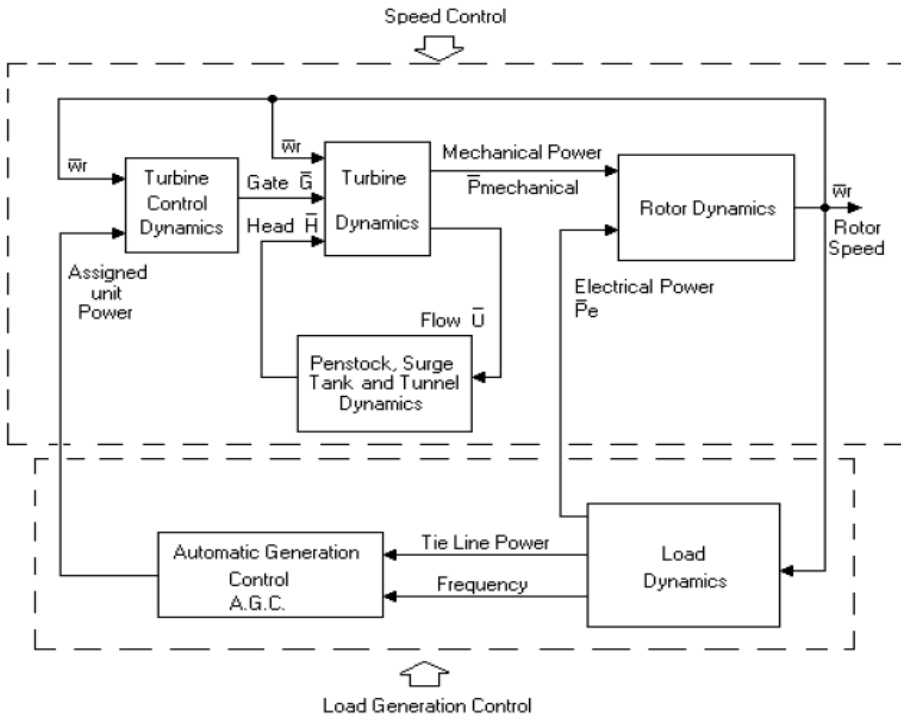 Speed Control
w̅r
Turbine
Control
Dynamics
Gate G̅
Head H̅
w̅r
Turbine
Dynamics
Mechanical Power
P̅mechanical
Rotor Dynamics
w̅r
Rotor
Speed
Assigned
unit
Power
Flow U̅
Electrical Power
P̅e
Penstock, Surge
Tank and Tunnel
Dynamics
Automatic Generation
Control
A.G.C.
Tie Line Power
Frequency
Load
Dynamics
Load Generation Control